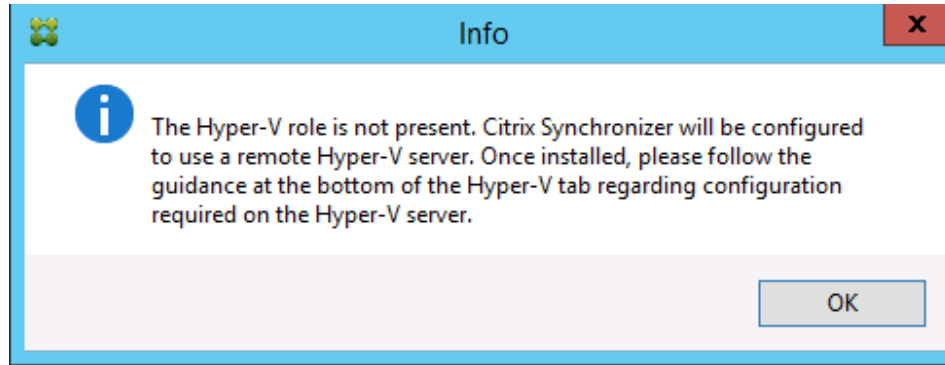 Info
x
The Hyper-V role is not present. Citrix Synchronizer will be configured
to use a remote Hyper-V server. Once installed, please follow the
guidance at the bottom of the Hyper-V tab regarding configuration
required on the Hyper-V server.
OK